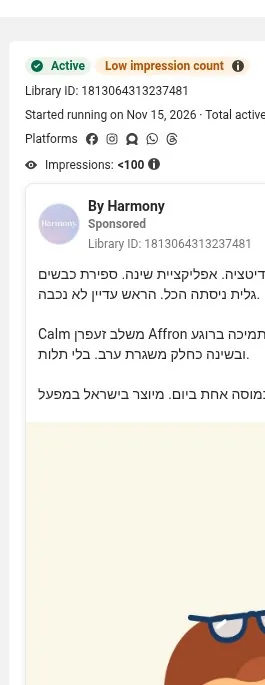 Active Low impression count
Library ID: 1813064313237481
Started running on Nov 15, 2026 · Total active
Platforms
Impressions: <100
Harmony
By Harmony
Sponsored
Library ID: 1813064313237481
דיטציה. אפליקציית שינה. ספירת כבשים
גלית ניסתה הכל. הראש עדיין לא נכבה.
Calm משלב זעפרן Affron תמיכה ברוגע
ובשינה כחלק משגרת ערב. בלי תלות.
כמוסה אחת ביום. מיוצר בישראל במפעל